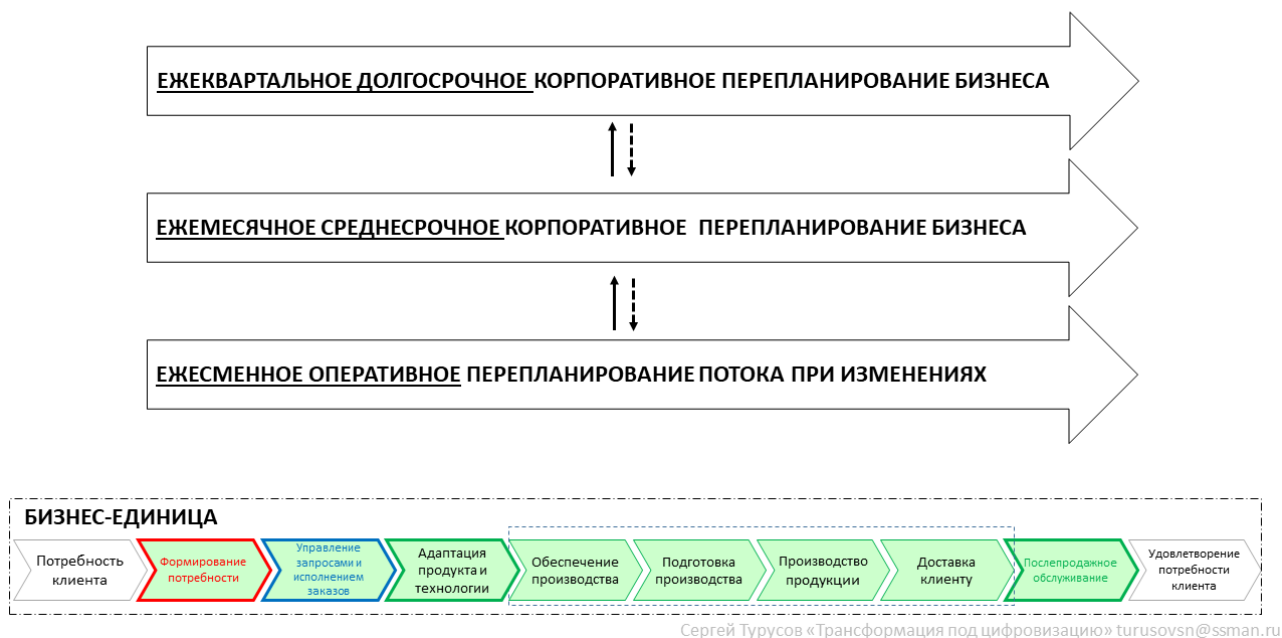 ЕЖЕКВАРТАЛЬНОЕ ДОЛГОСРОЧНОЕ КОРПОРАТИВНОЕ ПЕРЕПЛАНИРОВАНИЕ БИЗНЕСА
ЕЖЕМЕСЯЧНОЕ СРЕДНЕСРОЧНОЕ КОРПОРАТИВНОЕ ПЕРЕПЛАНИРОВАНИЕ БИЗНЕСА
ЕЖЕСМЕННОЕ ОПЕРАТИВНОЕ ПЕРЕПЛАНИРОВАНИЕ ПОТОКА ПРИ ИЗМЕНЕНИЯХ
БИЗНЕС-ЕДИНИЦА
Потребность
клиента
Формирование
потребности
Управление
запросами и
исполнением
заказов
Адаптация
продукта и
технологии
Обеспечение
производства
Подготовка
производства
Производство
продукции
Доставка
клиенту
Послепродажное
обслуживание
Удовлетворение
потребности
клиента
Сергей Турусов «Трансформация под цифровизацию» turusovsn@ssman.ru